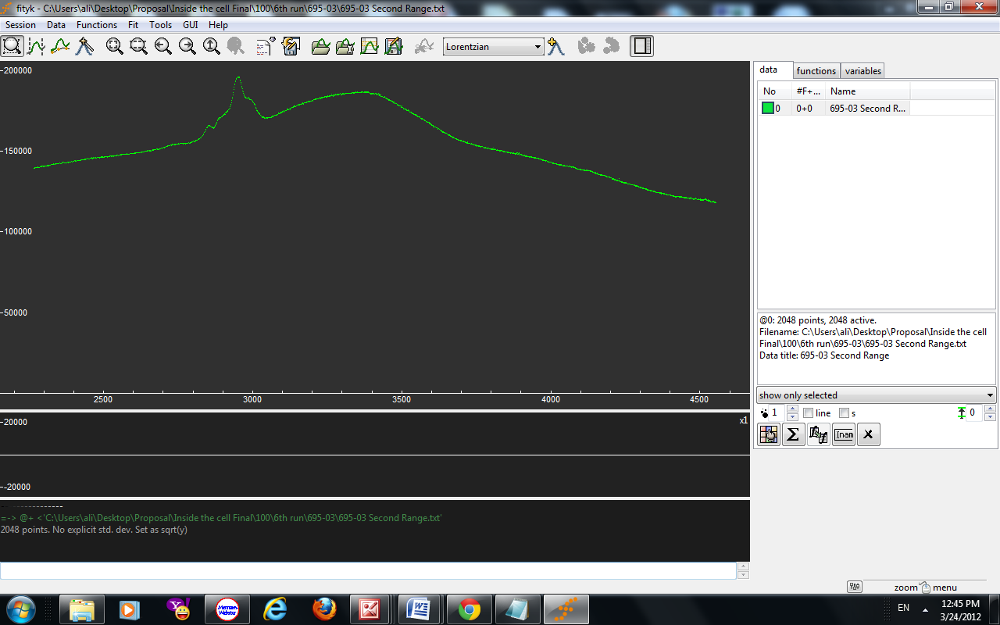 fityk - C:\Users\ali\Desktop\Proposal\Inside the cell Final\100\6th run\695-03\695-03 Second Range.txt
Session Data Functions Fit Tools GUI Help
Lorentzian
200000
150000
100000
50000
2500 3000 3500 4000 4500
20000
x1
-20000
=-> @+ <'C:\Users\ali\Desktop\Proposal\Inside the cell Final\100\6th run\695-03\695-03 Second Range.txt'
2048 points. No explicit std. dev. Set as sqrt(y)
data functions variables
No #F+... Name
0 0+0 695-03 Second R...
@0: 2048 points, 2048 active.
Filename: C:\Users\ali\Desktop\Proposal\Inside the cell
Final\100\6th run\695-03\695-03 Second Range.txt
Data title: 695-03 Second Range
show only selected
1 line s 0
Σ Inam X
zoom menu
Merriam-
Webster
W
EN
12:45 PM
3/24/2012